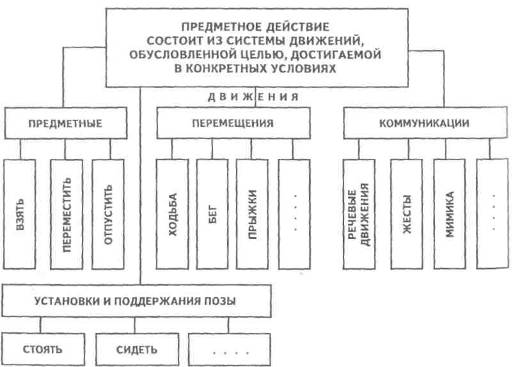 ПРЕДМЕТНОЕ ДЕЙСТВИЕ
СОСТОИТ ИЗ СИСТЕМЫ ДВИЖЕНИЙ,
ОБУСЛОВЛЕННОЙ ЦЕЛЬЮ, ДОСТИГАЕМОЙ
В КОНКРЕТНЫХ УСЛОВИЯХ
ДВИЖЕНИЯ
ПРЕДМЕТНЫЕ
ПЕРЕМЕЩЕНИЯ
КОММУНИКАЦИИ
ВЗЯТЬ
ПЕРЕМЕСТИТЬ
ОТПУСТИТЬ
ХОДЬБА
БЕГ
ПРЫЖКИ
. . . .
РЕЧЕВЫЕ
ДВИЖЕНИЯ
ЖЕСТЫ
МИМИКА
. . . .
УСТАНОВКИ И ПОДДЕРЖАНИЯ ПОЗЫ
СТОЯТЬ
СИДЕТЬ
. . . .